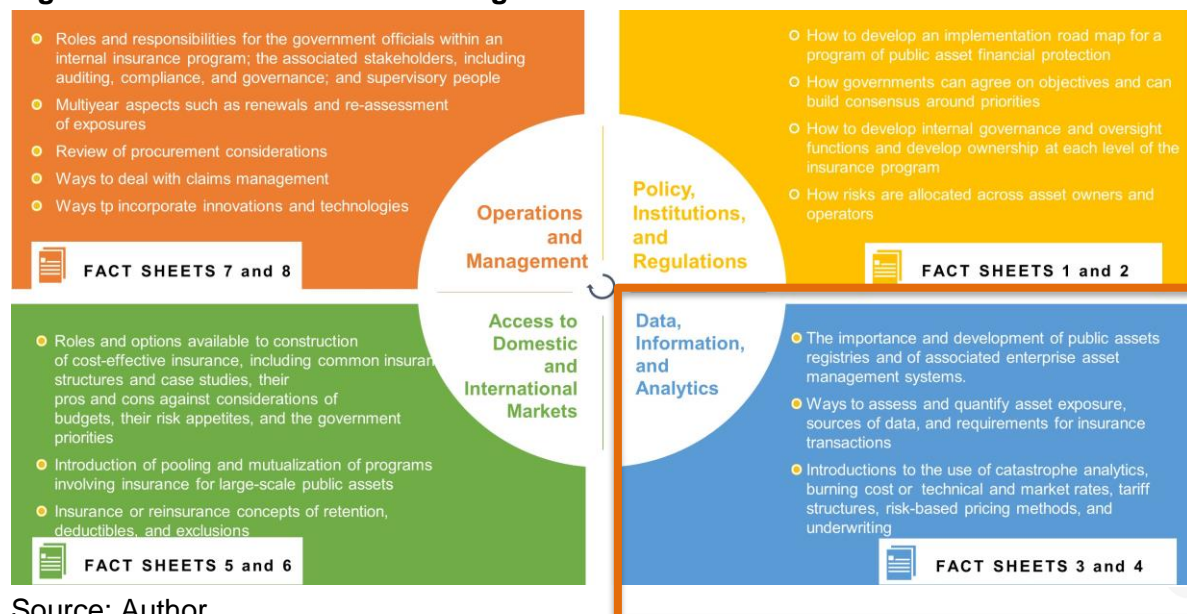 Roles and responsibilities for the government officials within an
internal insurance program; the associated stakeholders, including
auditing, compliance, and governance; and supervisory people
Multiyear aspects such as renewals and re-assessment
of exposures
Review of procurement considerations
Ways to deal with claims management
Ways tp incorporate innovations and technologies
FACT SHEETS 7 and 8
Operations
and
Management
How to develop an implementation road map for a
program of public asset financial protection
How governments can agree on objectives and can
build consensus around priorities
How to develop internal governance and oversight
functions and develop ownership at each level of the
insurance program
How risks are allocated across asset owners and
operators
Policy,
Institutions,
and
Regulations
FACT SHEETS 1 and 2
Roles and options available to construction
of cost-effective insurance, including common insuran
structures and case studies, their
pros and cons against considerations of
budgets, their risk appetites, and the government
priorities
Introduction of pooling and mutualization of programs
involving insurance for large-scale public assets
Insurance or reinsurance concepts of retention,
deductibles, and exclusions
FACT SHEETS 5 and 6
Access to
Domestic
and
International
Markets
Data,
Information,
and
Analytics
The importance and development of public assets
registries and of associated enterprise asset
management systems.
Ways to assess and quantify asset exposure,
sources of data, and requirements for insurance
transactions
Introductions to the use of catastrophe analytics,
burning cost or technical and market rates, tariff
structures, risk-based pricing methods, and
underwriting
FACT SHEETS 3 and 4
Source: Author